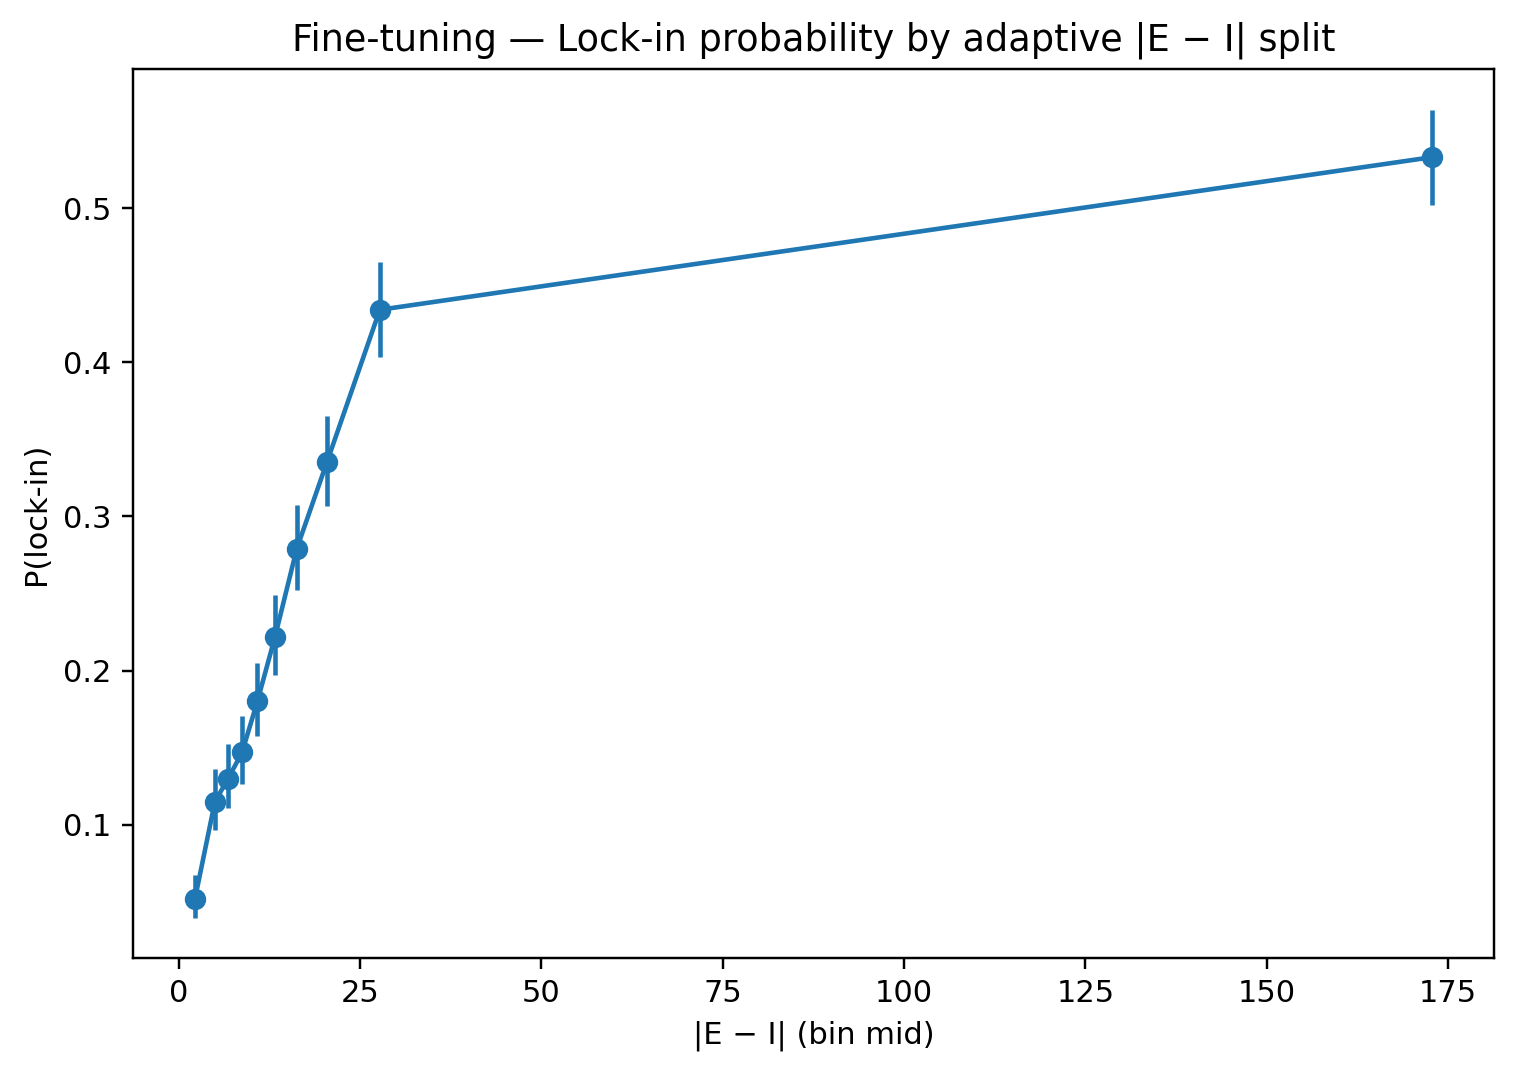 Fine-tuning — Lock-in probability by adaptive |E − I| split
P(lock-in)
0.5
0.4
0.3
0.2
0.1
0 25 50 75 100 125 150 175
|E − I| (bin mid)